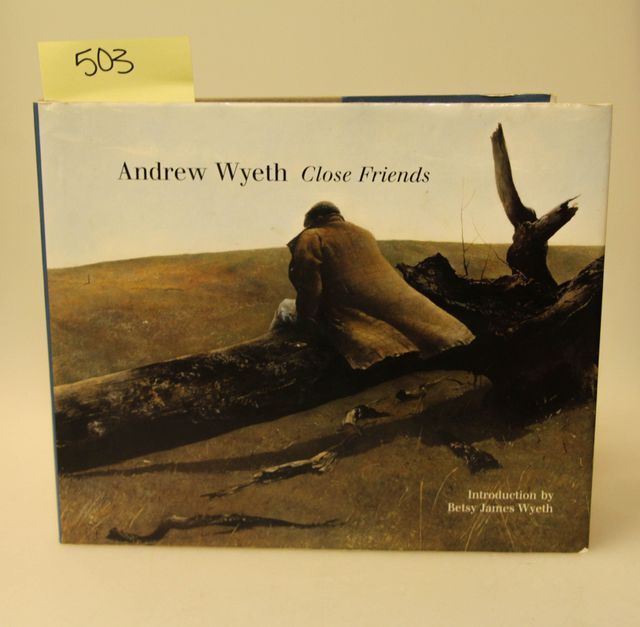 503
Andrew Wyeth Close Friends
Introduction by
Betsy James Wyeth